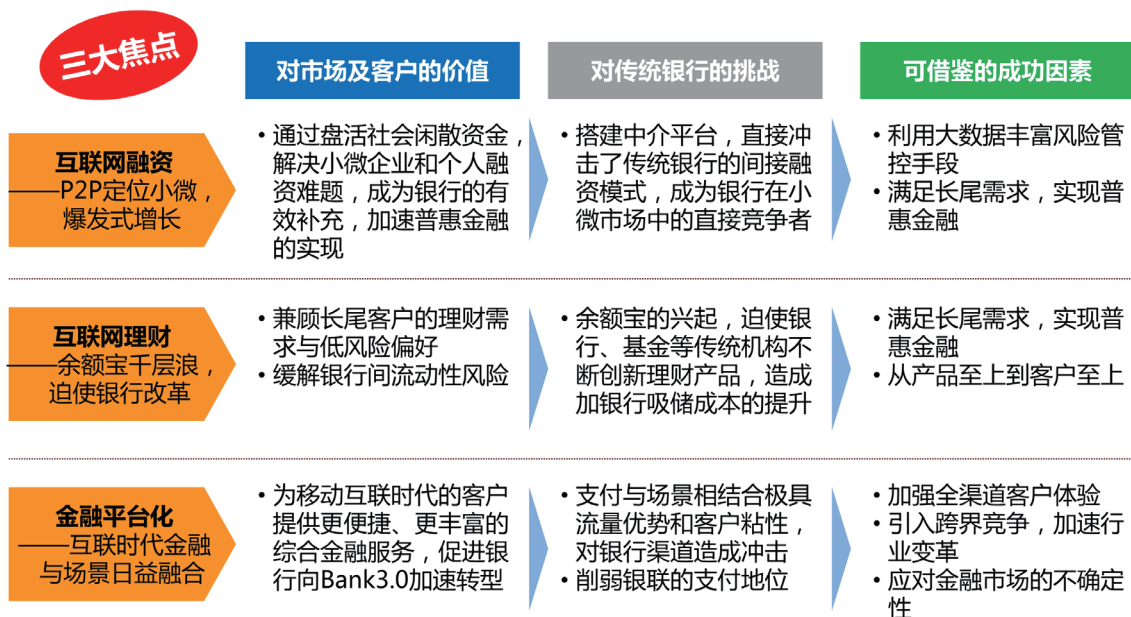 三大焦点
对市场及客户的价值
对传统银行的挑战
可借鉴的成功因素
互联网融资
——P2P定位小微，
爆发式增长
• 通过盘活社会闲散资金，
解决小微企业和个人融
资难题，成为银行的有
效补充，加速普惠金融
的实现
• 搭建中介平台，直接冲
击了传统银行的间接融
资模式，成为银行在小
微市场中的直接竞争者
• 利用大数据丰富风险管
控手段
• 满足长尾需求，实现普
惠金融
互联网理财
——余额宝千层浪，
迫使银行改革
• 兼顾长尾客户的理财需
求与低风险偏好
• 缓解银行间流动性风险
• 余额宝的兴起，迫使银
行、基金等传统机构不
断创新理财产品，造成
加银行吸储成本的提升
• 满足长尾需求，实现普
惠金融
• 从产品至上到客户至上
金融平台化
——互联时代金融
与场景日益融合
• 为移动互联时代的客户
提供更便捷、更丰富的
综合金融服务，促进银
行向Bank3.0加速转型
• 支付与场景相结合极具
流量优势和客户粘性，
对银行渠道造成冲击
• 削弱银联的支付地位
• 加强全渠道客户体验
• 引入跨界竞争，加速行
业变革
• 应对金融市场的不确定
性